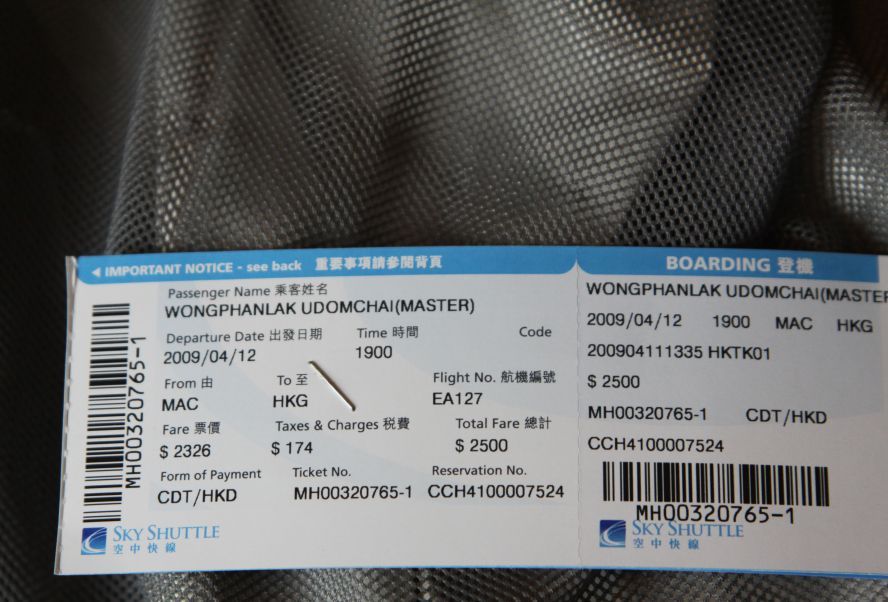 ◀ IMPORTANT NOTICE - see back 重要事項請參閱背頁
Passenger Name 乘客姓名
WONGPHANLAK UDOMCHAI(MASTER)
Departure Date 出發日期 Time 時間 Code
2009/04/12 1900
From 由 To 至 Flight No. 航機編號
MAC HKG EA127
Fare 票價 Taxes & Charges 税費 Total Fare 總計
$ 2326 $ 174 $ 2500
Form of Payment Ticket No. Reservation No.
CDT/HKD MH00320765-1 CCH4100007524
MH00320765-1
SKY SHUTTLE
空中快線
BOARDING 登機
WONGPHANLAK UDOMCHAI(MASTER
2009/04/12 1900 MAC HKG
200904111335 HKTK01
$ 2500
MH00320765-1 CDT/HKD
CCH4100007524
MH00320765-1
SKY SHUTTLE
空中快線